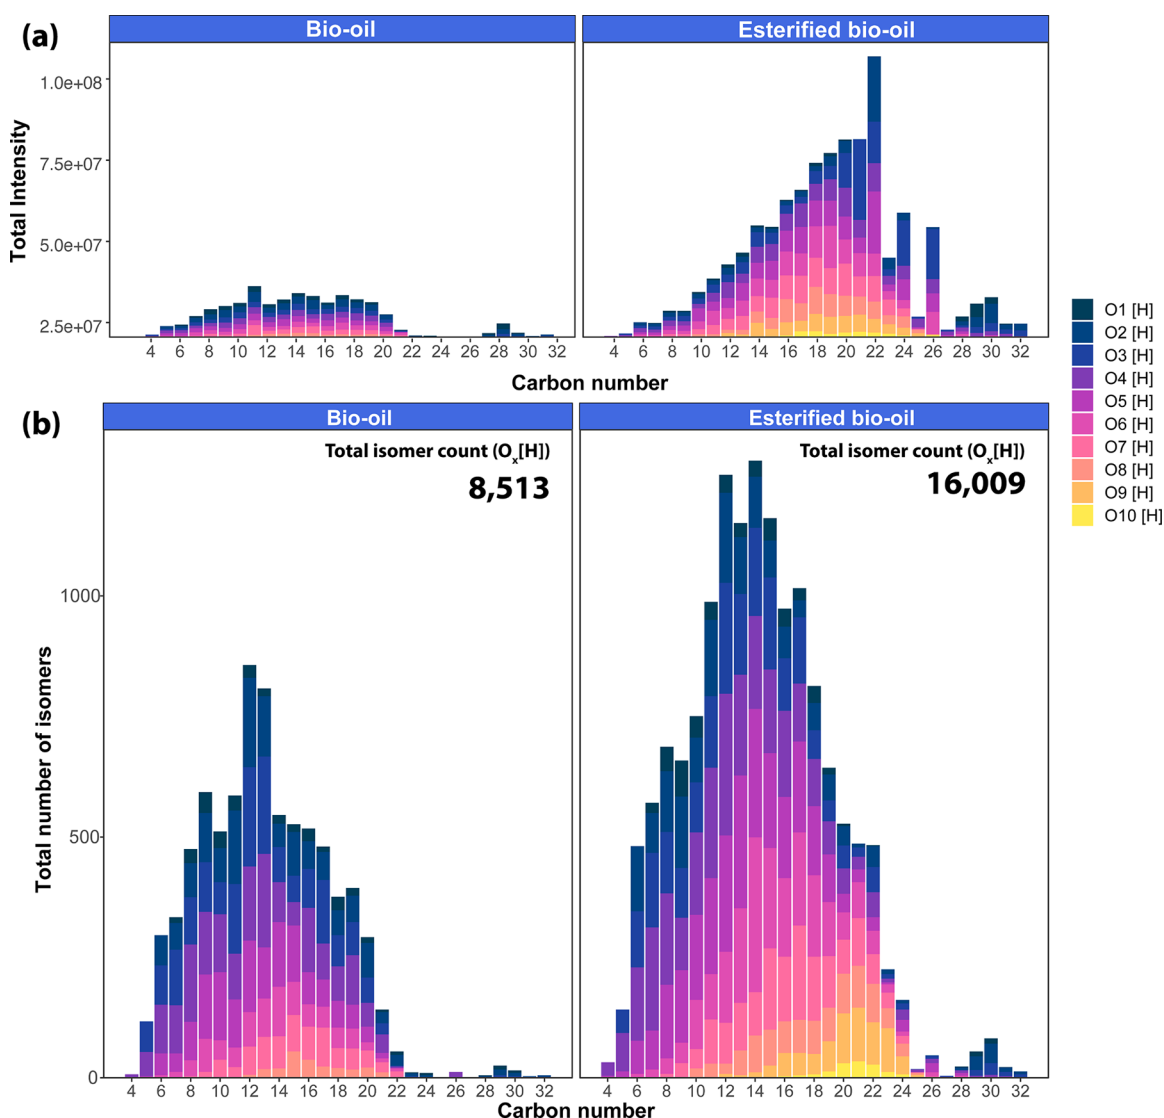 (a)
Bio-oil
Esterified bio-oil
Total Intensity
1.0e+08
7.5e+07
5.0e+07
2.5e+07
4 6 8 10 12 14 16 18 20 22 24 26 28 30 32
4 6 8 10 12 14 16 18 20 22 24 26 28 30 32
Carbon number
O1 [H]
O2 [H]
O3 [H]
O4 [H]
O5 [H]
O6 [H]
O7 [H]
O8 [H]
O9 [H]
O10 [H]
(b)
Bio-oil
Esterified bio-oil
Total isomer count (Ox[H])
8,513
Total isomer count (Ox[H])
16,009
Total number of isomers
1000
500
0
4 6 8 10 12 14 16 18 20 22 24 26 28 30 32
4 6 8 10 12 14 16 18 20 22 24 26 28 30 32
Carbon number